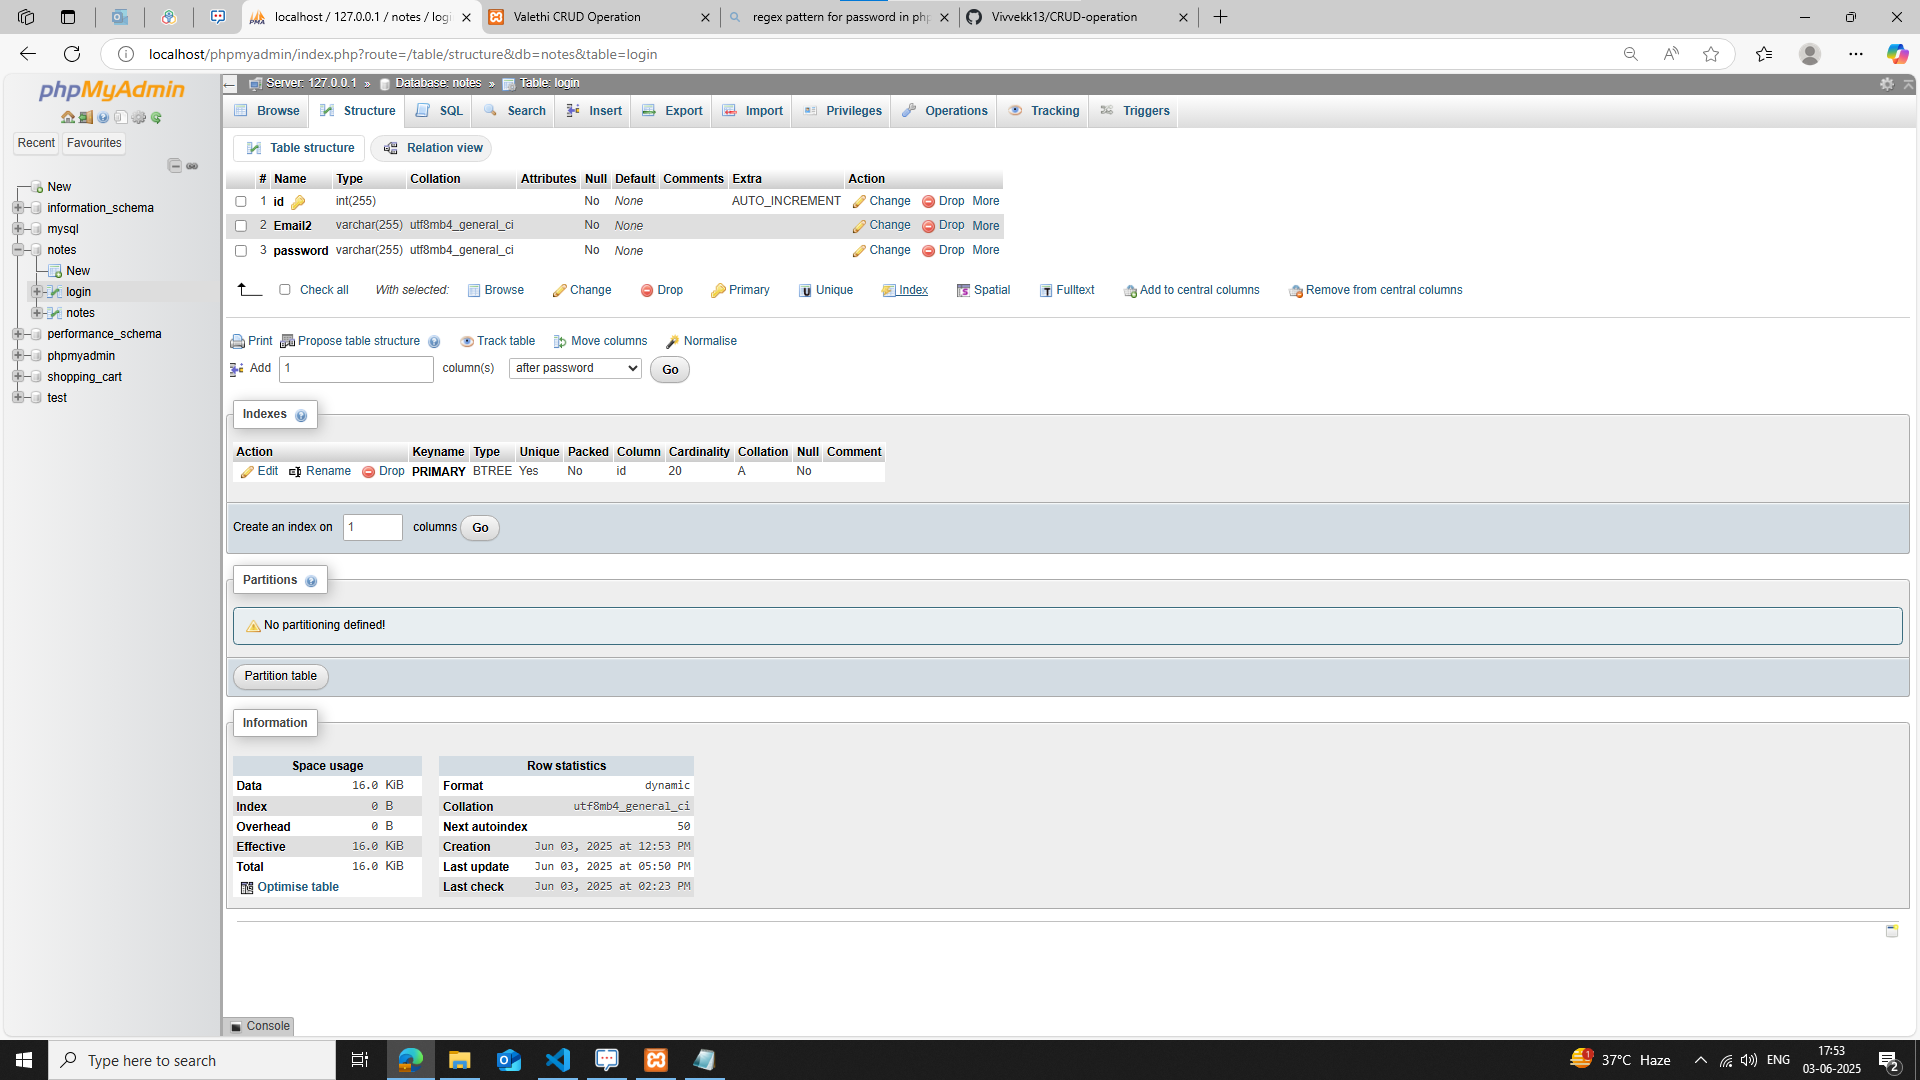 localhost / 127.0.0.1 / notes / logi
Valethi CRUD Operation
regex pattern for password in php
Vivvekk13/CRUD-operation
localhost/phpmyadmin/index.php?route=/table/structure&db=notes&table=login
phpMyAdmin
Recent
Favourites
New
information_schema
mysql
notes
New
login
notes
performance_schema
phpmyadmin
shopping_cart
test
Server: 127.0.0.1 » Database: notes » Table: login
Browse Structure SQL Search Insert Export Import Privileges Operations Tracking Triggers
Table structure Relation view
# Name Type Collation Attributes Null Default Comments Extra Action
1 id int(255) No None AUTO_INCREMENT Change Drop More
2 Email2 varchar(255) utf8mb4_general_ci No None Change Drop More
3 password varchar(255) utf8mb4_general_ci No None Change Drop More
Check all With selected: Browse Change Drop Primary Unique Index Spatial Fulltext Add to central columns Remove from central columns
Print Propose table structure Track table Move columns Normalise
Add 1 column(s) after password Go
Indexes
Action Keyname Type Unique Packed Column Cardinality Collation Null Comment
Edit Rename Drop PRIMARY BTREE Yes No id 20 A No
Create an index on 1 columns Go
Partitions
No partitioning defined!
Partition table
Information
Space usage
Data 16.0 KiB
Index 0 B
Overhead 0 B
Effective 16.0 KiB
Total 16.0 KiB
Optimise table
Row statistics
Format dynamic
Collation utf8mb4_general_ci
Next autoindex 50
Creation Jun 03, 2025 at 12:53 PM
Last update Jun 03, 2025 at 05:50 PM
Last check Jun 03, 2025 at 02:23 PM
Console
Type here to search
1
37°C Haze
ENG
17:53
03-06-2025
2